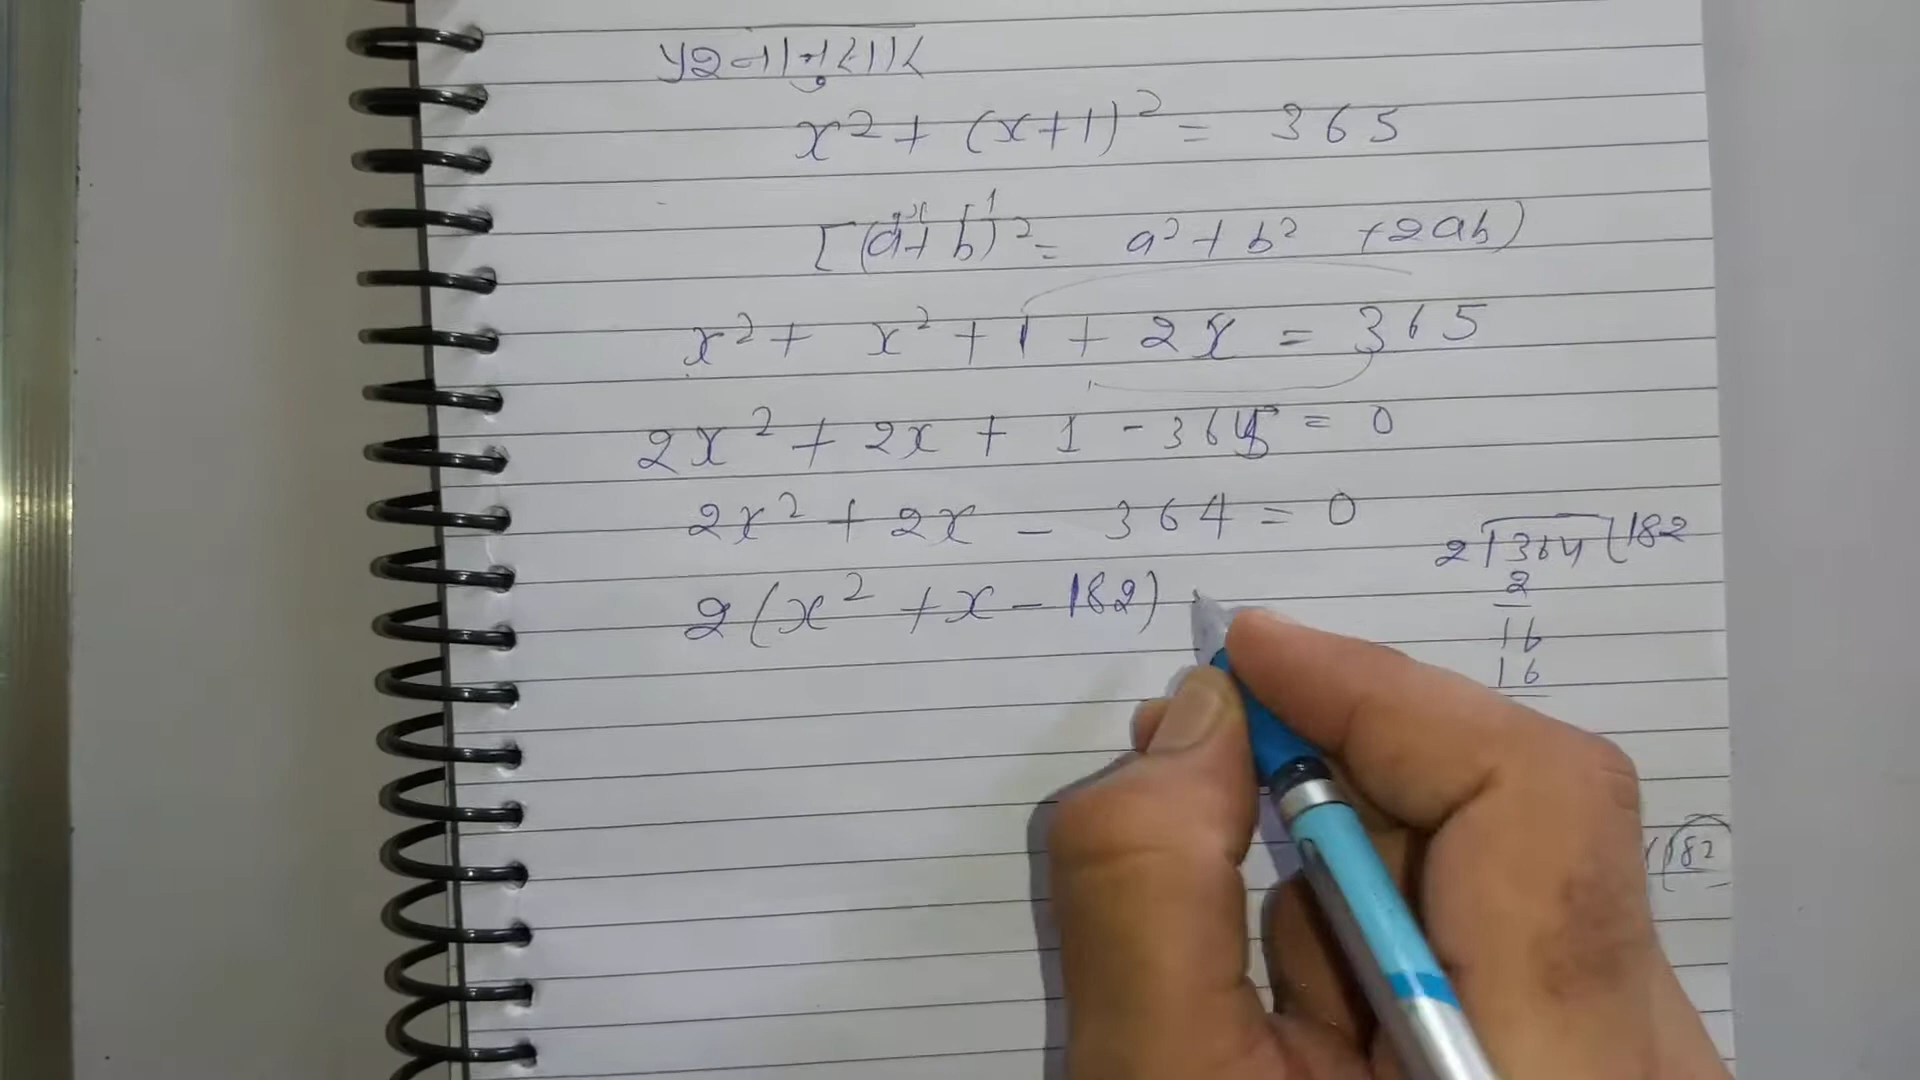 x² + (x+1)² = 365
x 1
[(a+b)² = a² + b² + 2ab)
x² + x² + 1 + 2x = 365
2x² + 2x + 1 - 365 = 0
2x² + 2x - 364 = 0
2(x² + x - 182)
2)364(182
2
16
16
182